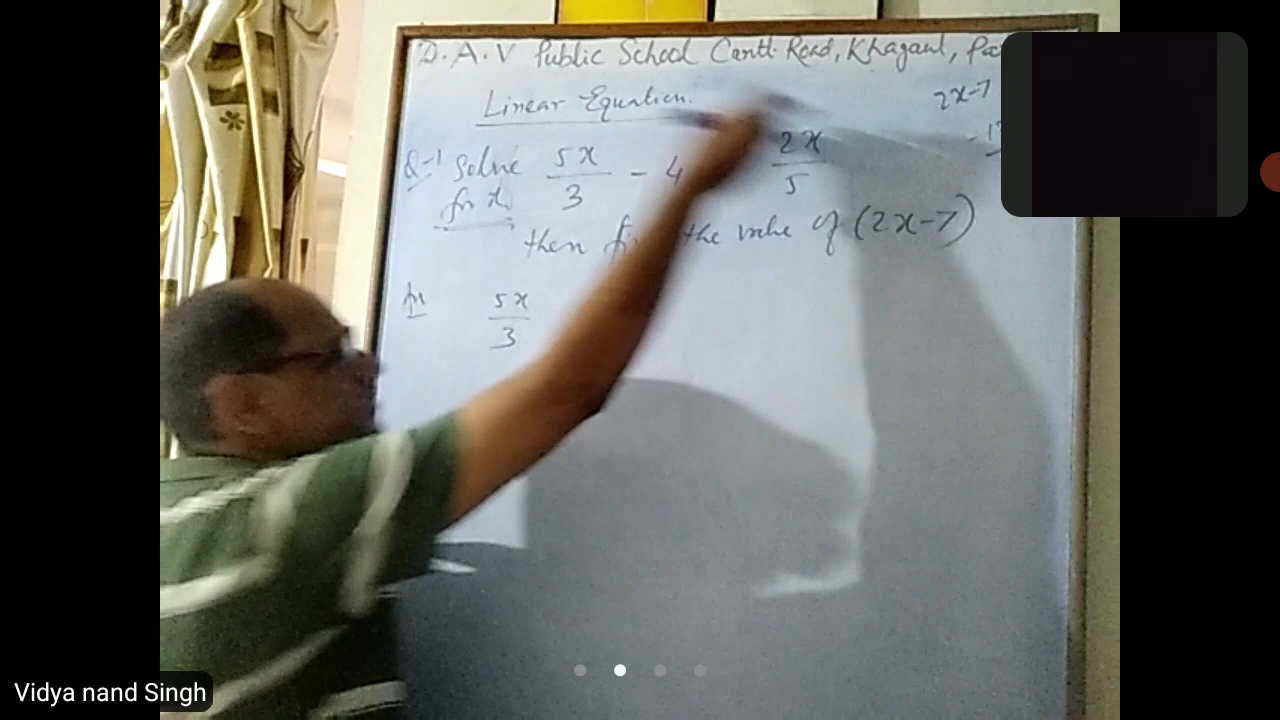 D.A.V Public School Cantt. Road, Khagaul,
Linear Equation.
2x-7
Q-1 Solve 5x/3 - 4 2x/5
for x
then the value of (2x-7)
5x/3
Vidya nand Singh